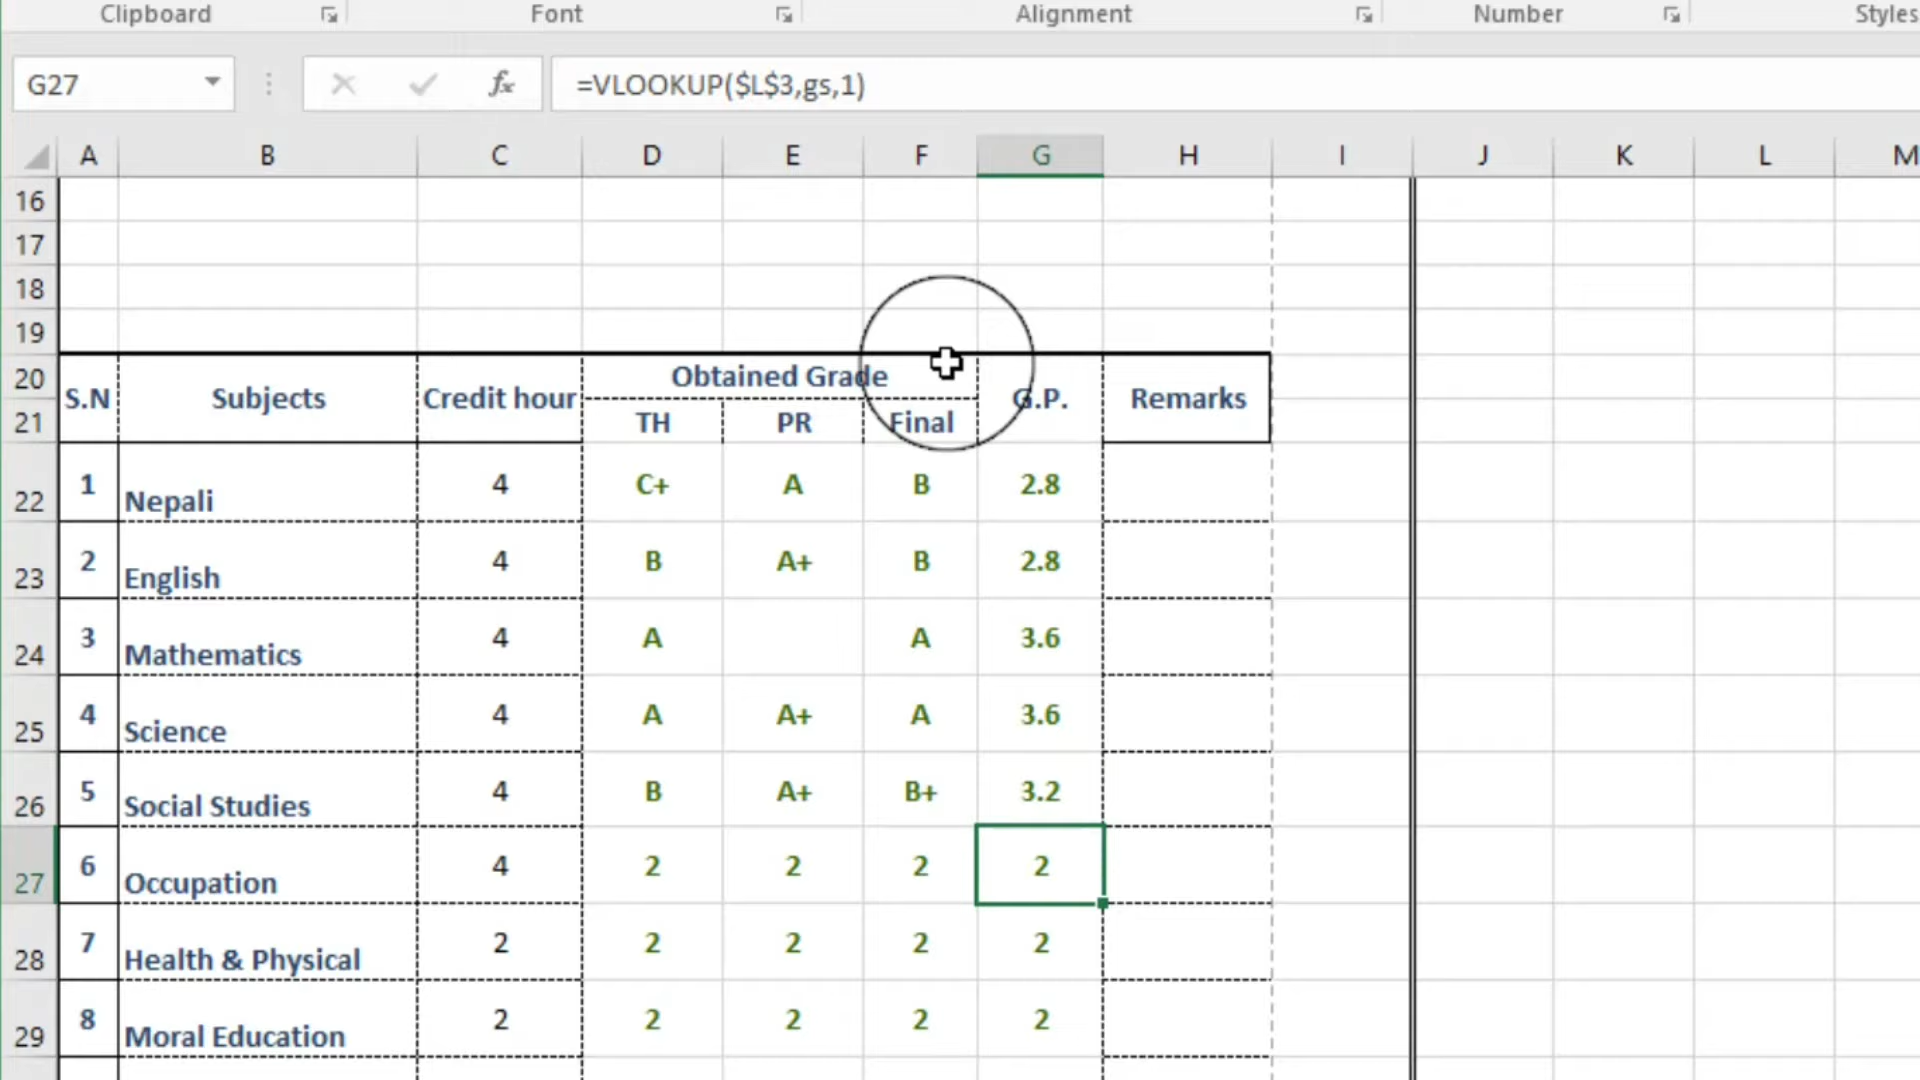 Clipboard Font Alignment Number Styles
G27 fx =VLOOKUP($L$3,gs,1)
A B C D E F G H I J K L M
16
17
18
19
20 S.N Subjects Credit hour Obtained Grade G.P. Remarks
21 TH PR Final
22 1 Nepali 4 C+ A B 2.8
23 2 English 4 B A+ B 2.8
24 3 Mathematics 4 A A 3.6
25 4 Science 4 A A+ A 3.6
26 5 Social Studies 4 B A+ B+ 3.2
27 6 Occupation 4 2 2 2 2
28 7 Health & Physical 2 2 2 2 2
29 8 Moral Education 2 2 2 2 2